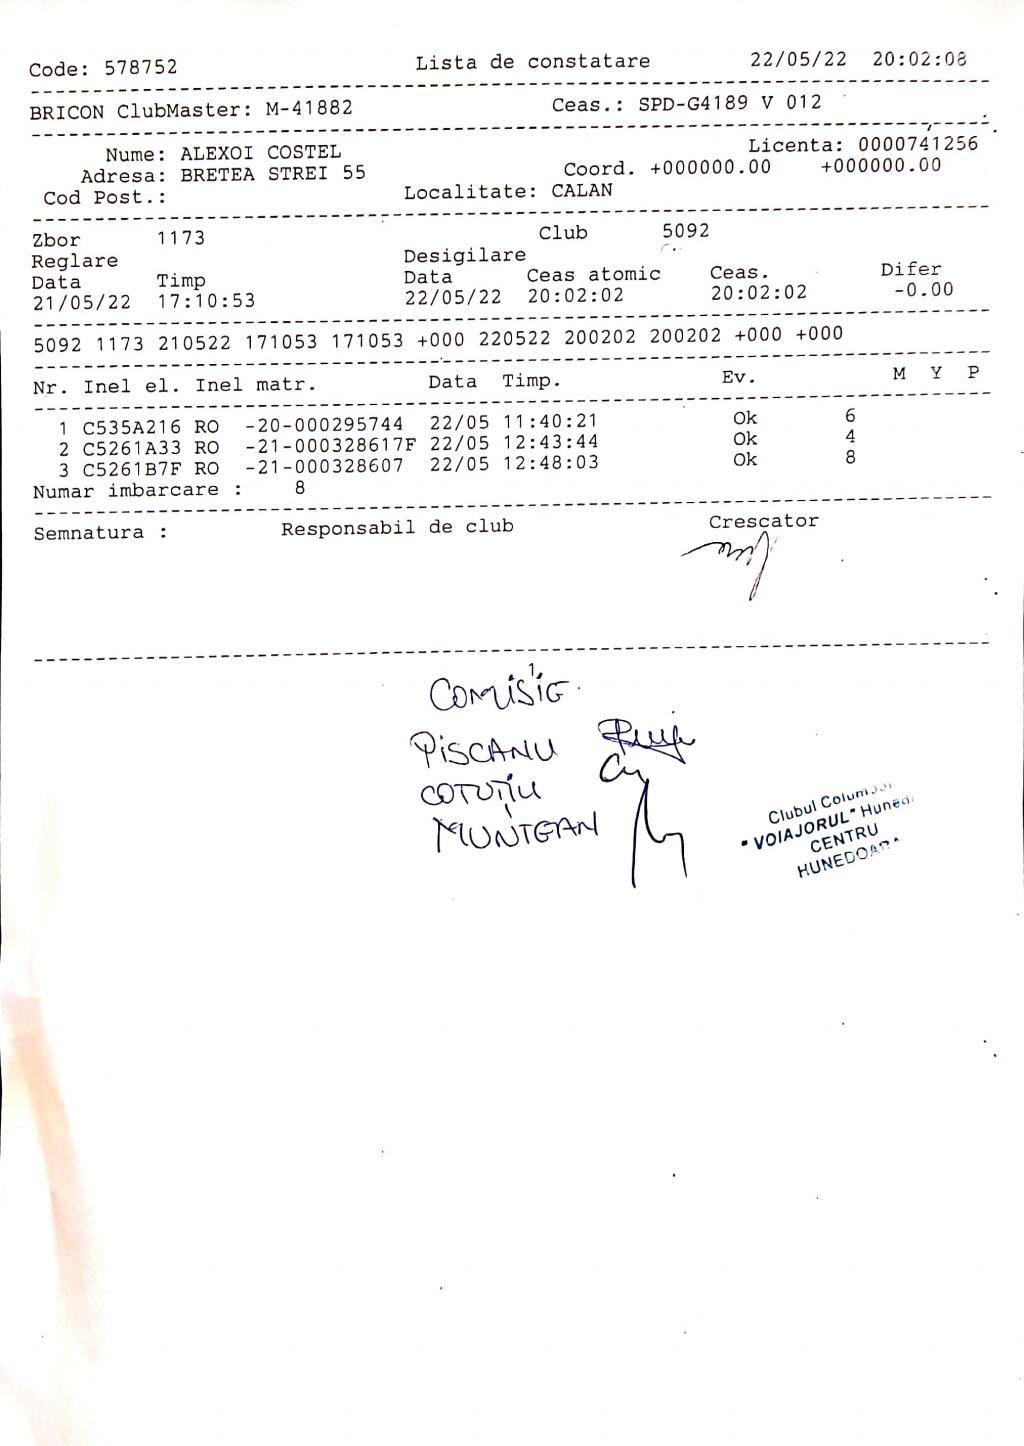 Code: 578752 Lista de constatare 22/05/22 20:02:08
BRICON ClubMaster: M-41882 Ceas.: SPD-G4189 V 012
Nume: ALEXOI COSTEL Licenta: 0000741256
Adresa: BRETEA STREI 55 Coord. +000000.00 +000000.00
Cod Post.: Localitate: CALAN
Zbor 1173 Club 5092
Reglare Desigilare
Data Timp Data Ceas atomic Ceas. Difer
21/05/22 17:10:53 22/05/22 20:02:02 20:02:02 -0.00
5092 1173 210522 171053 171053 +000 220522 200202 200202 +000 +000
Nr. Inel el. Inel matr. Data Timp. Ev. M Y P
1 C535A216 RO -20-000295744 22/05 11:40:21 Ok 6
2 C5261A33 RO -21-000328617F 22/05 12:43:44 Ok 4
3 C5261B7F RO -21-000328607 22/05 12:48:03 Ok 8
Numar imbarcare : 8
Semnatura : Responsabil de club Crescator
COMISIE
PISCANU
COTUȚIU
MUNTEAN
Clubul
"VOIAJORUL"
CENTRU
HUNEDOARA